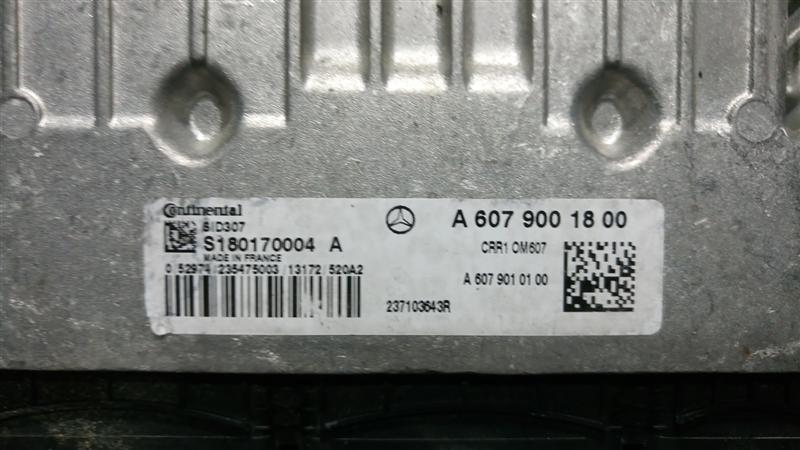 Continental
SID307
S180170004 A
MADE IN FRANCE
0 52974 235475003 13172 520A2
A 607 900 18 00
CRR1 OM607
A 607 901 01 00
237103643R